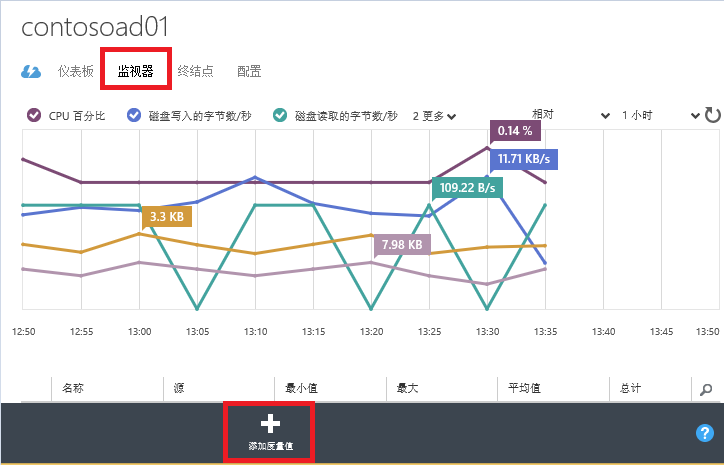 contosoad01
仪表板 监视器 终结点 配置
CPU 百分比 磁盘写入的字节数/秒 磁盘读取的字节数/秒 2 更多 相对 1 小时
0.14 %
11.71 KB/s
109.22 B/s
3.3 KB
7.98 KB
12:50 12:55 13:00 13:05 13:10 13:15 13:20 13:25 13:30 13:35 13:40 13:45 13:50
名称 源 最小值 最大 平均值 总计
添加度量值
?